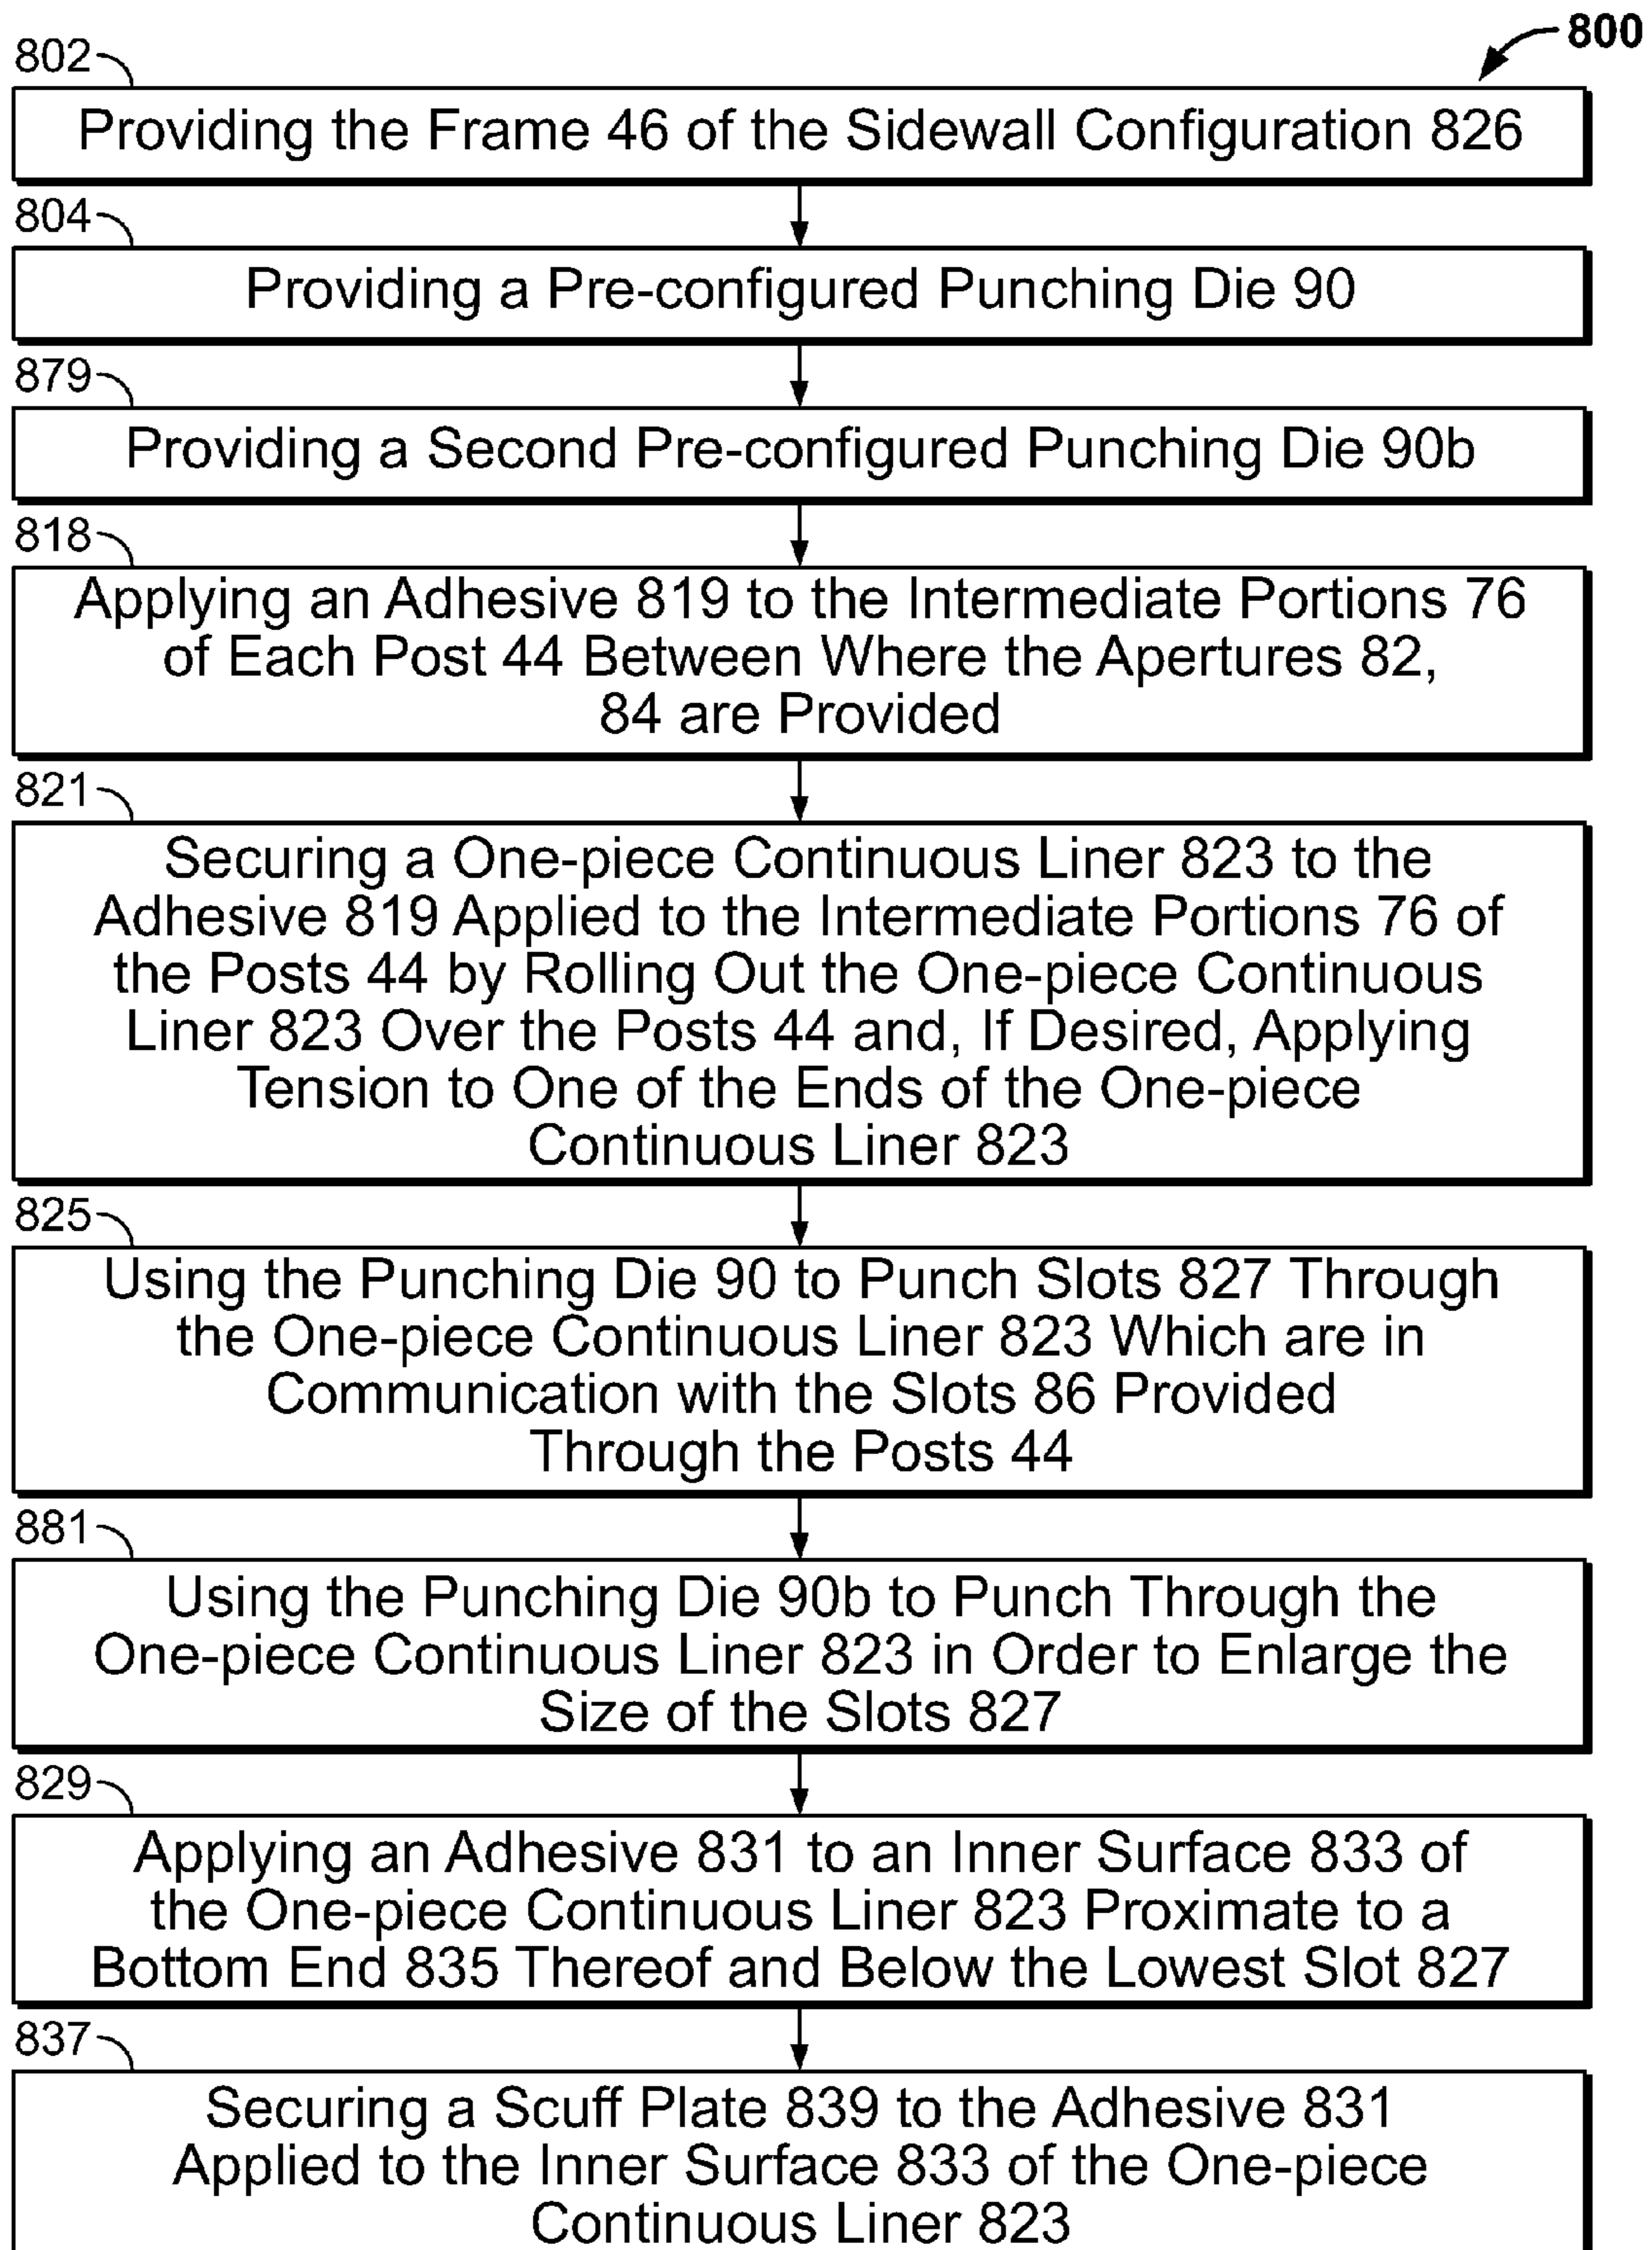 800
802
Providing the Frame 46 of the Sidewall Configuration 826
804
Providing a Pre-configured Punching Die 90
879
Providing a Second Pre-configured Punching Die 90b
818
Applying an Adhesive 819 to the Intermediate Portions 76
of Each Post 44 Between Where the Apertures 82,
84 are Provided
821
Securing a One-piece Continuous Liner 823 to the
Adhesive 819 Applied to the Intermediate Portions 76 of
the Posts 44 by Rolling Out the One-piece Continuous
Liner 823 Over the Posts 44 and, If Desired, Applying
Tension to One of the Ends of the One-piece
Continuous Liner 823
825
Using the Punching Die 90 to Punch Slots 827 Through
the One-piece Continuous Liner 823 Which are in
Communication with the Slots 86 Provided
Through the Posts 44
881
Using the Punching Die 90b to Punch Through the
One-piece Continuous Liner 823 in Order to Enlarge the
Size of the Slots 827
829
Applying an Adhesive 831 to an Inner Surface 833 of
the One-piece Continuous Liner 823 Proximate to a
Bottom End 835 Thereof and Below the Lowest Slot 827
837
Securing a Scuff Plate 839 to the Adhesive 831
Applied to the Inner Surface 833 of the One-piece
Continuous Liner 823